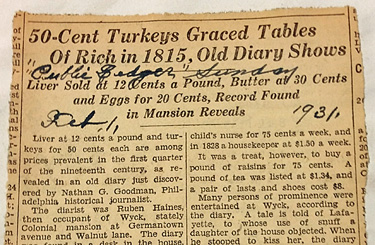 50-Cent Turkeys Graced Tables
Of Rich in 1815, Old Diary Shows
"Public Ledger" Sunday
Liver Sold at 12 Cents a Pound, Butter at 30 Cents
and Eggs for 20 Cents, Record Found
in Mansion Reveals
Feb. 1, 1931
Liver at 12 cents a pound and tur-
keys for 50 cents each are among
prices prevalent in the first quarter
of the nineteenth century, as re-
vealed in an old diary just discov-
ered by Nathan G. Goodman, Phil-
adelphia historical journalist.
The diarist was Ruben Haines,
then occupant of Wyck, stately
Colonial mansion at Germantown
avenue and Walnut lane. The diary
found in a desk in the house,
child's nurse for 75 cents a week, and
in 1828 a housekeeper at $1.50 a week.
It was a treat, however, to buy a
pound of raisins for 75 cents. A
pound of tea was listed at $1.34, and
a pair of lasts and shoes cost $8.
Many persons of prominence were
entertained at Wyck, according
the diary. A tale is told of Lafa-
yette, to whose use of snuff a
daughter of the house objected. When
he stooped to kiss her, the diary